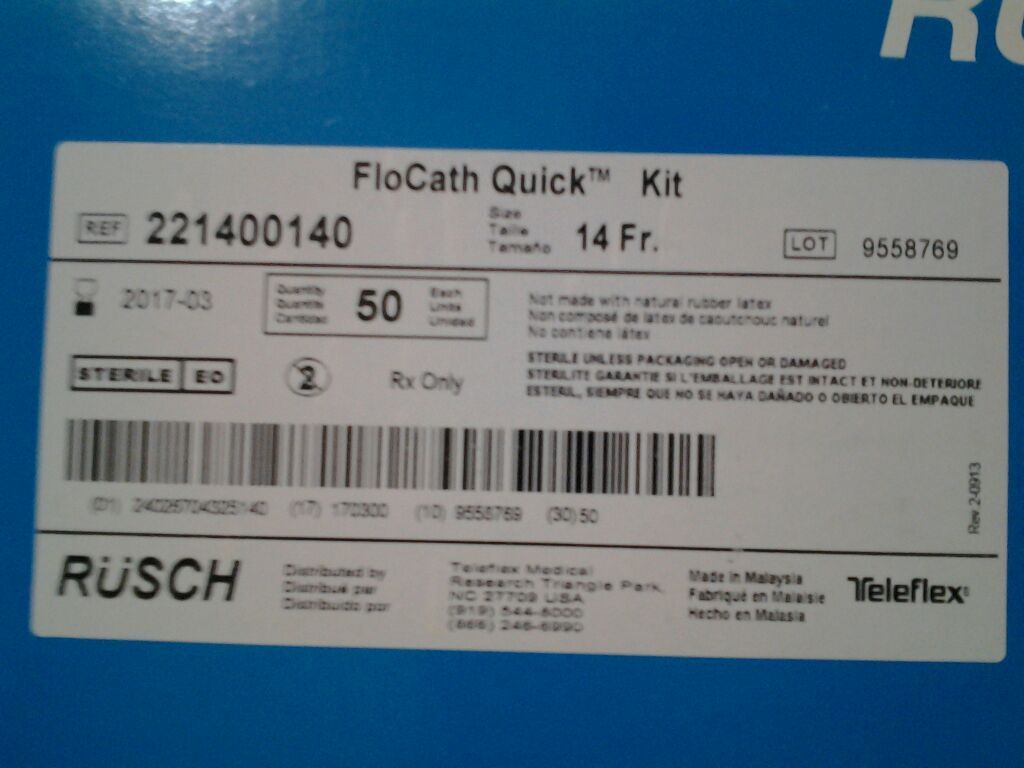 FloCath Quick™ Kit
REF 221400140
Size
Taille
Tamaño
14 Fr.
LOT 9558769
2017-03
Quantity
Quantité
Cantidad
50
Each
Unités
Unidad
Not made with natural rubber latex
Non composé de latex de caoutchouc naturel
No contiene látex
STERILE EO
2
Rx Only
STERILE UNLESS PACKAGING OPEN OR DAMAGED
STERILITE GARANTIE SI L'EMBALLAGE EST INTACT ET NON-DETERIORE
ESTERIL, SIEMPRE QUE NO SE HAYA DAÑADO O OBIERTO EL EMPAQUE
(01) 24026704325140 (17) 170300 (10) 9558769 (30)50
Rev 2-0913
RÜSCH
Distributed by
Distribué par
Distribuido por
Teleflex Medical
Research Triangle Park,
NC 27709 USA
(919) 544-8000
(866) 246-6990
Made in Malaysia
Fabriqué en Malaisie
Hecho en Malasia
Teleflex®